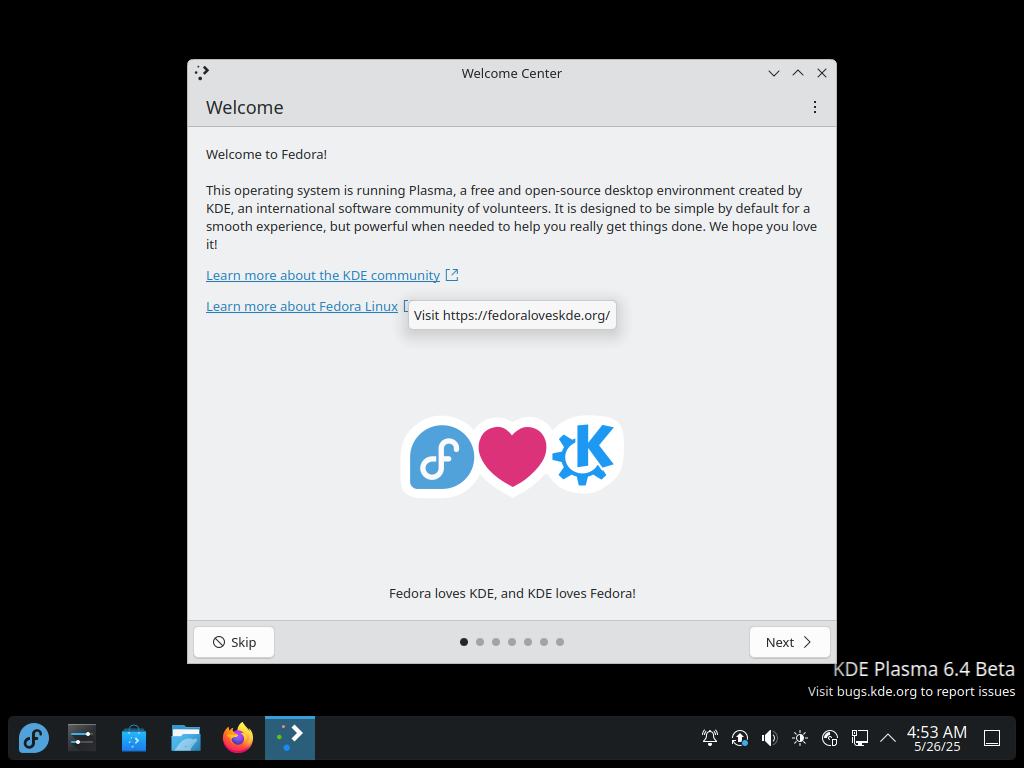 Welcome Center
Welcome
Welcome to Fedora!
This operating system is running Plasma, a free and open-source desktop environment created by
KDE, an international software community of volunteers. It is designed to be simple by default for a
smooth experience, but powerful when needed to help you really get things done. We hope you love
it!
Learn more about the KDE community
Learn more about Fedora Linux
Visit https://fedoraloveskde.org/
Fedora loves KDE, and KDE loves Fedora!
Skip
Next
KDE Plasma 6.4 Beta
Visit bugs.kde.org to report issues
4:53 AM
5/26/25